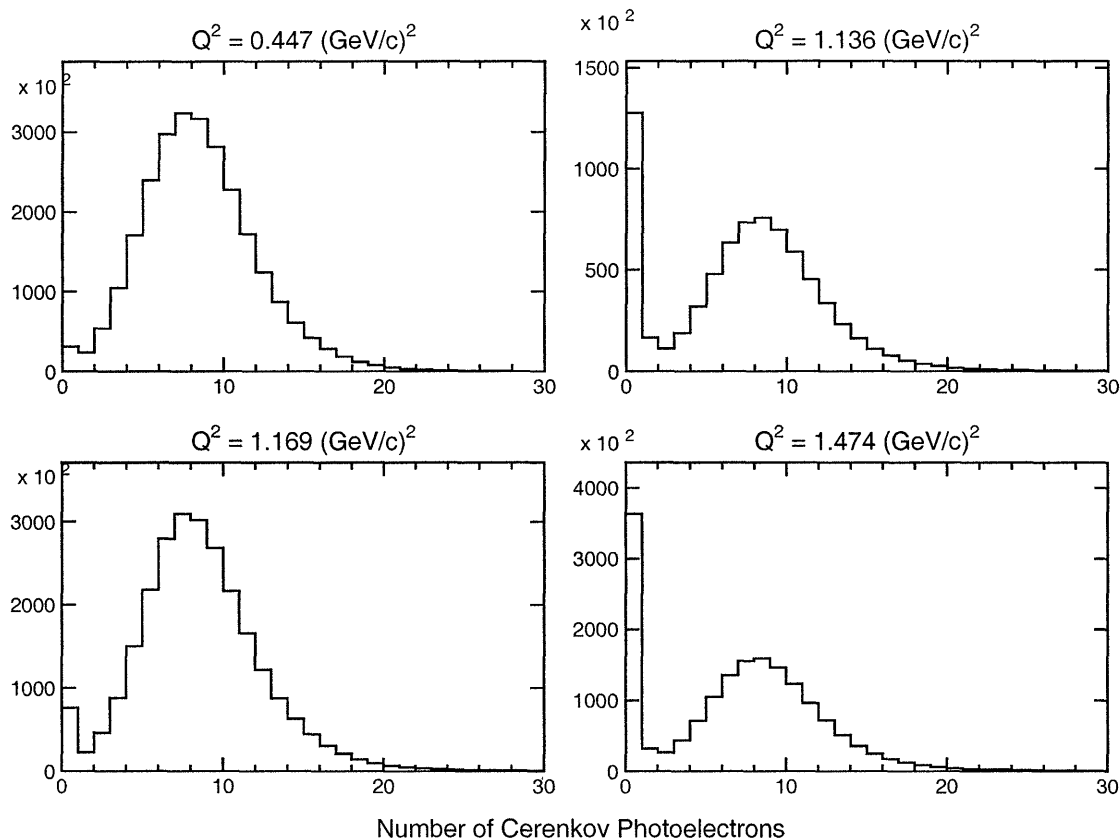 Q² = 0.447 (GeV/c)²
x 10²
3000
2000
1000
0
0 10 20 30
x 10²
Q² = 1.136 (GeV/c)²
1500
1000
500
0
0 10 20 30
Q² = 1.169 (GeV/c)²
x 10²
3000
2000
1000
0
0 10 20 30
x 10²
Q² = 1.474 (GeV/c)²
4000
3000
2000
1000
0
0 10 20 30
Number of Cerenkov Photoelectrons